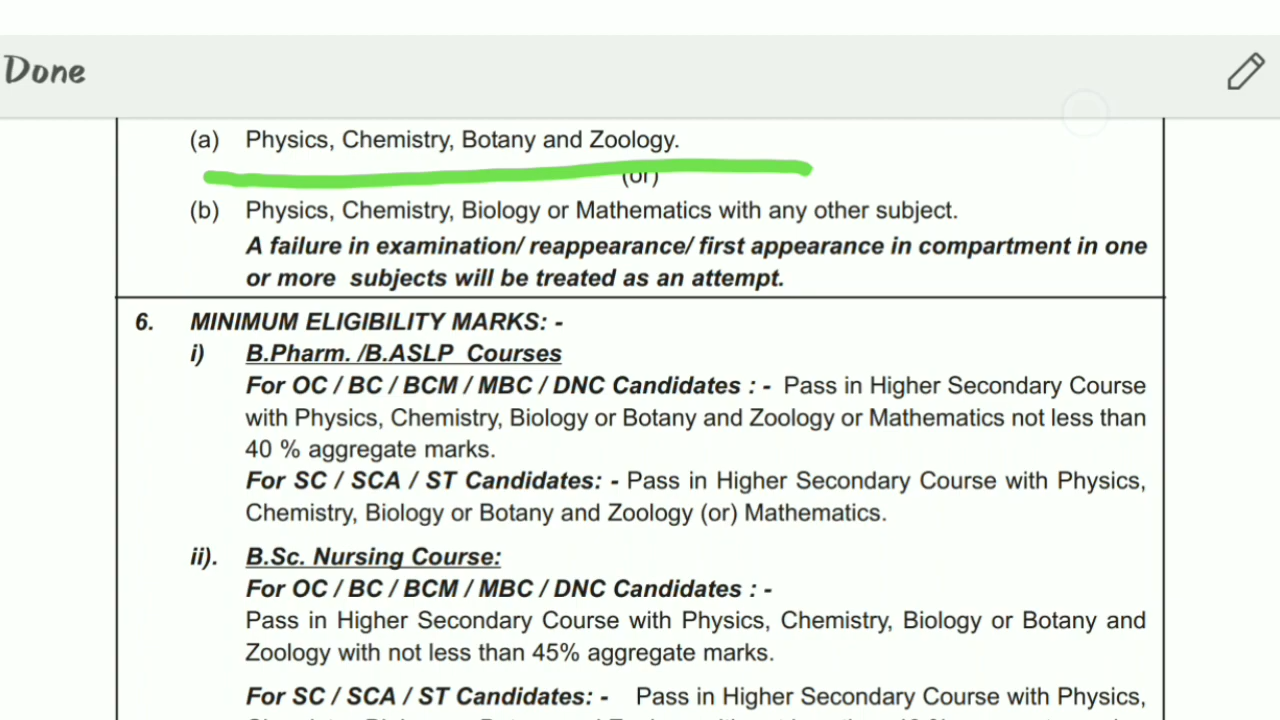 Done
(a) Physics, Chemistry, Botany and Zoology.
(or)
(b) Physics, Chemistry, Biology or Mathematics with any other subject.
A failure in examination/ reappearance/ first appearance in compartment in one
or more subjects will be treated as an attempt.
6. MINIMUM ELIGIBILITY MARKS: -
i) B.Pharm. /B.ASLP Courses
For OC / BC / BCM / MBC / DNC Candidates : - Pass in Higher Secondary Course
with Physics, Chemistry, Biology or Botany and Zoology or Mathematics not less than
40 % aggregate marks.
For SC / SCA / ST Candidates: - Pass in Higher Secondary Course with Physics,
Chemistry, Biology or Botany and Zoology (or) Mathematics.
ii). B.Sc. Nursing Course:
For OC / BC / BCM / MBC / DNC Candidates : -
Pass in Higher Secondary Course with Physics, Chemistry, Biology or Botany and
Zoology with not less than 45% aggregate marks.
For SC / SCA / ST Candidates: - Pass in Higher Secondary Course with Physics,